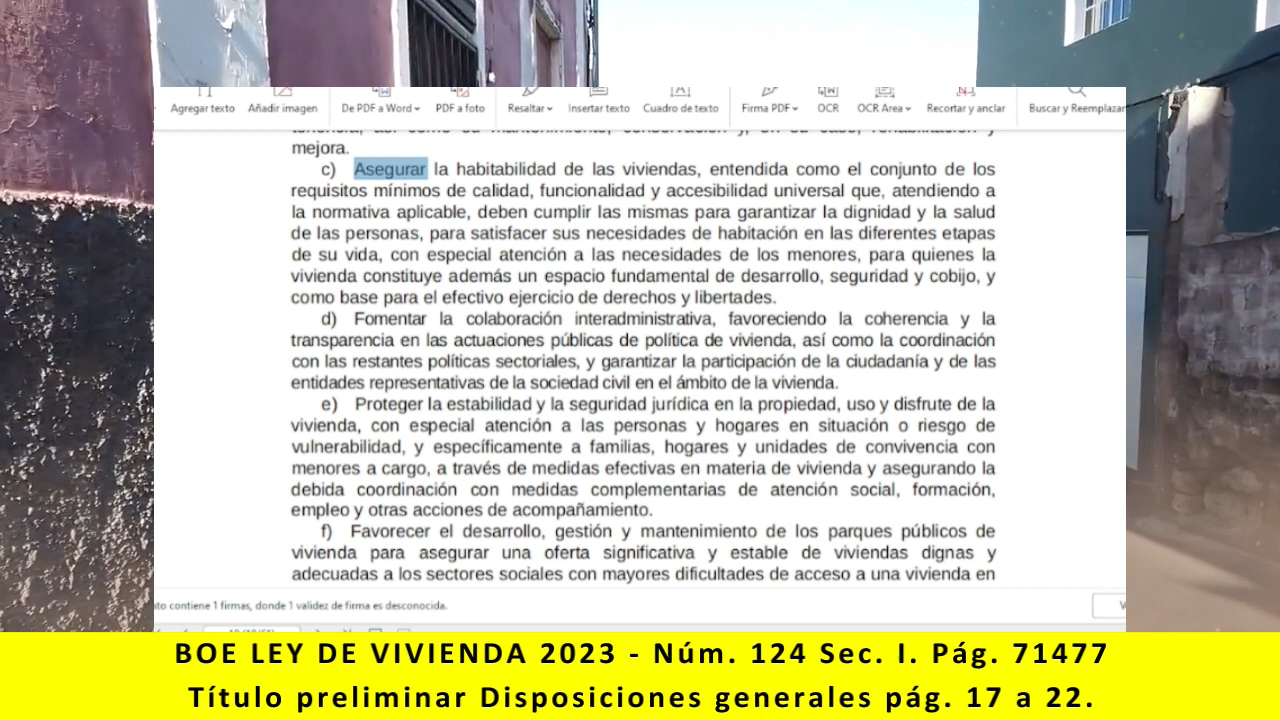 Agregar texto Añadir imagen De PDF a Word PDF a foto Resaltar Insertar texto Cuadro de texto Firma PDF OCR OCR Area Recortar y anclar Buscar y Reemplazar
tenencia, así como su mantenimiento, conservación y, en su caso, rehabilitación y
mejora.
c) Asegurar la habitabilidad de las viviendas, entendida como el conjunto de los
requisitos mínimos de calidad, funcionalidad y accesibilidad universal que, atendiendo a
la normativa aplicable, deben cumplir las mismas para garantizar la dignidad y la salud
de las personas, para satisfacer sus necesidades de habitación en las diferentes etapas
de su vida, con especial atención a las necesidades de los menores, para quienes la
vivienda constituye además un espacio fundamental de desarrollo, seguridad y cobijo, y
como base para el efectivo ejercicio de derechos y libertades.
d) Fomentar la colaboración interadministrativa, favoreciendo la coherencia y la
transparencia en las actuaciones públicas de política de vivienda, así como la coordinación
con las restantes políticas sectoriales, y garantizar la participación de la ciudadanía y de las
entidades representativas de la sociedad civil en el ámbito de la vivienda.
e) Proteger la estabilidad y la seguridad jurídica en la propiedad, uso y disfrute de la
vivienda, con especial atención a las personas y hogares en situación o riesgo de
vulnerabilidad, y específicamente a familias, hogares y unidades de convivencia con
menores a cargo, a través de medidas efectivas en materia de vivienda y asegurando la
debida coordinación con medidas complementarias de atención social, formación,
empleo y otras acciones de acompañamiento.
f) Favorecer el desarrollo, gestión y mantenimiento de los parques públicos de
vivienda para asegurar una oferta significativa y estable de viviendas dignas y
adecuadas a los sectores sociales con mayores dificultades de acceso a una vivienda en
to contiene 1 firmas, donde 1 validez de firma es desconocida.
BOE LEY DE VIVIENDA 2023 - Núm. 124 Sec. I. Pág. 71477
Título preliminar Disposiciones generales pág. 17 a 22.